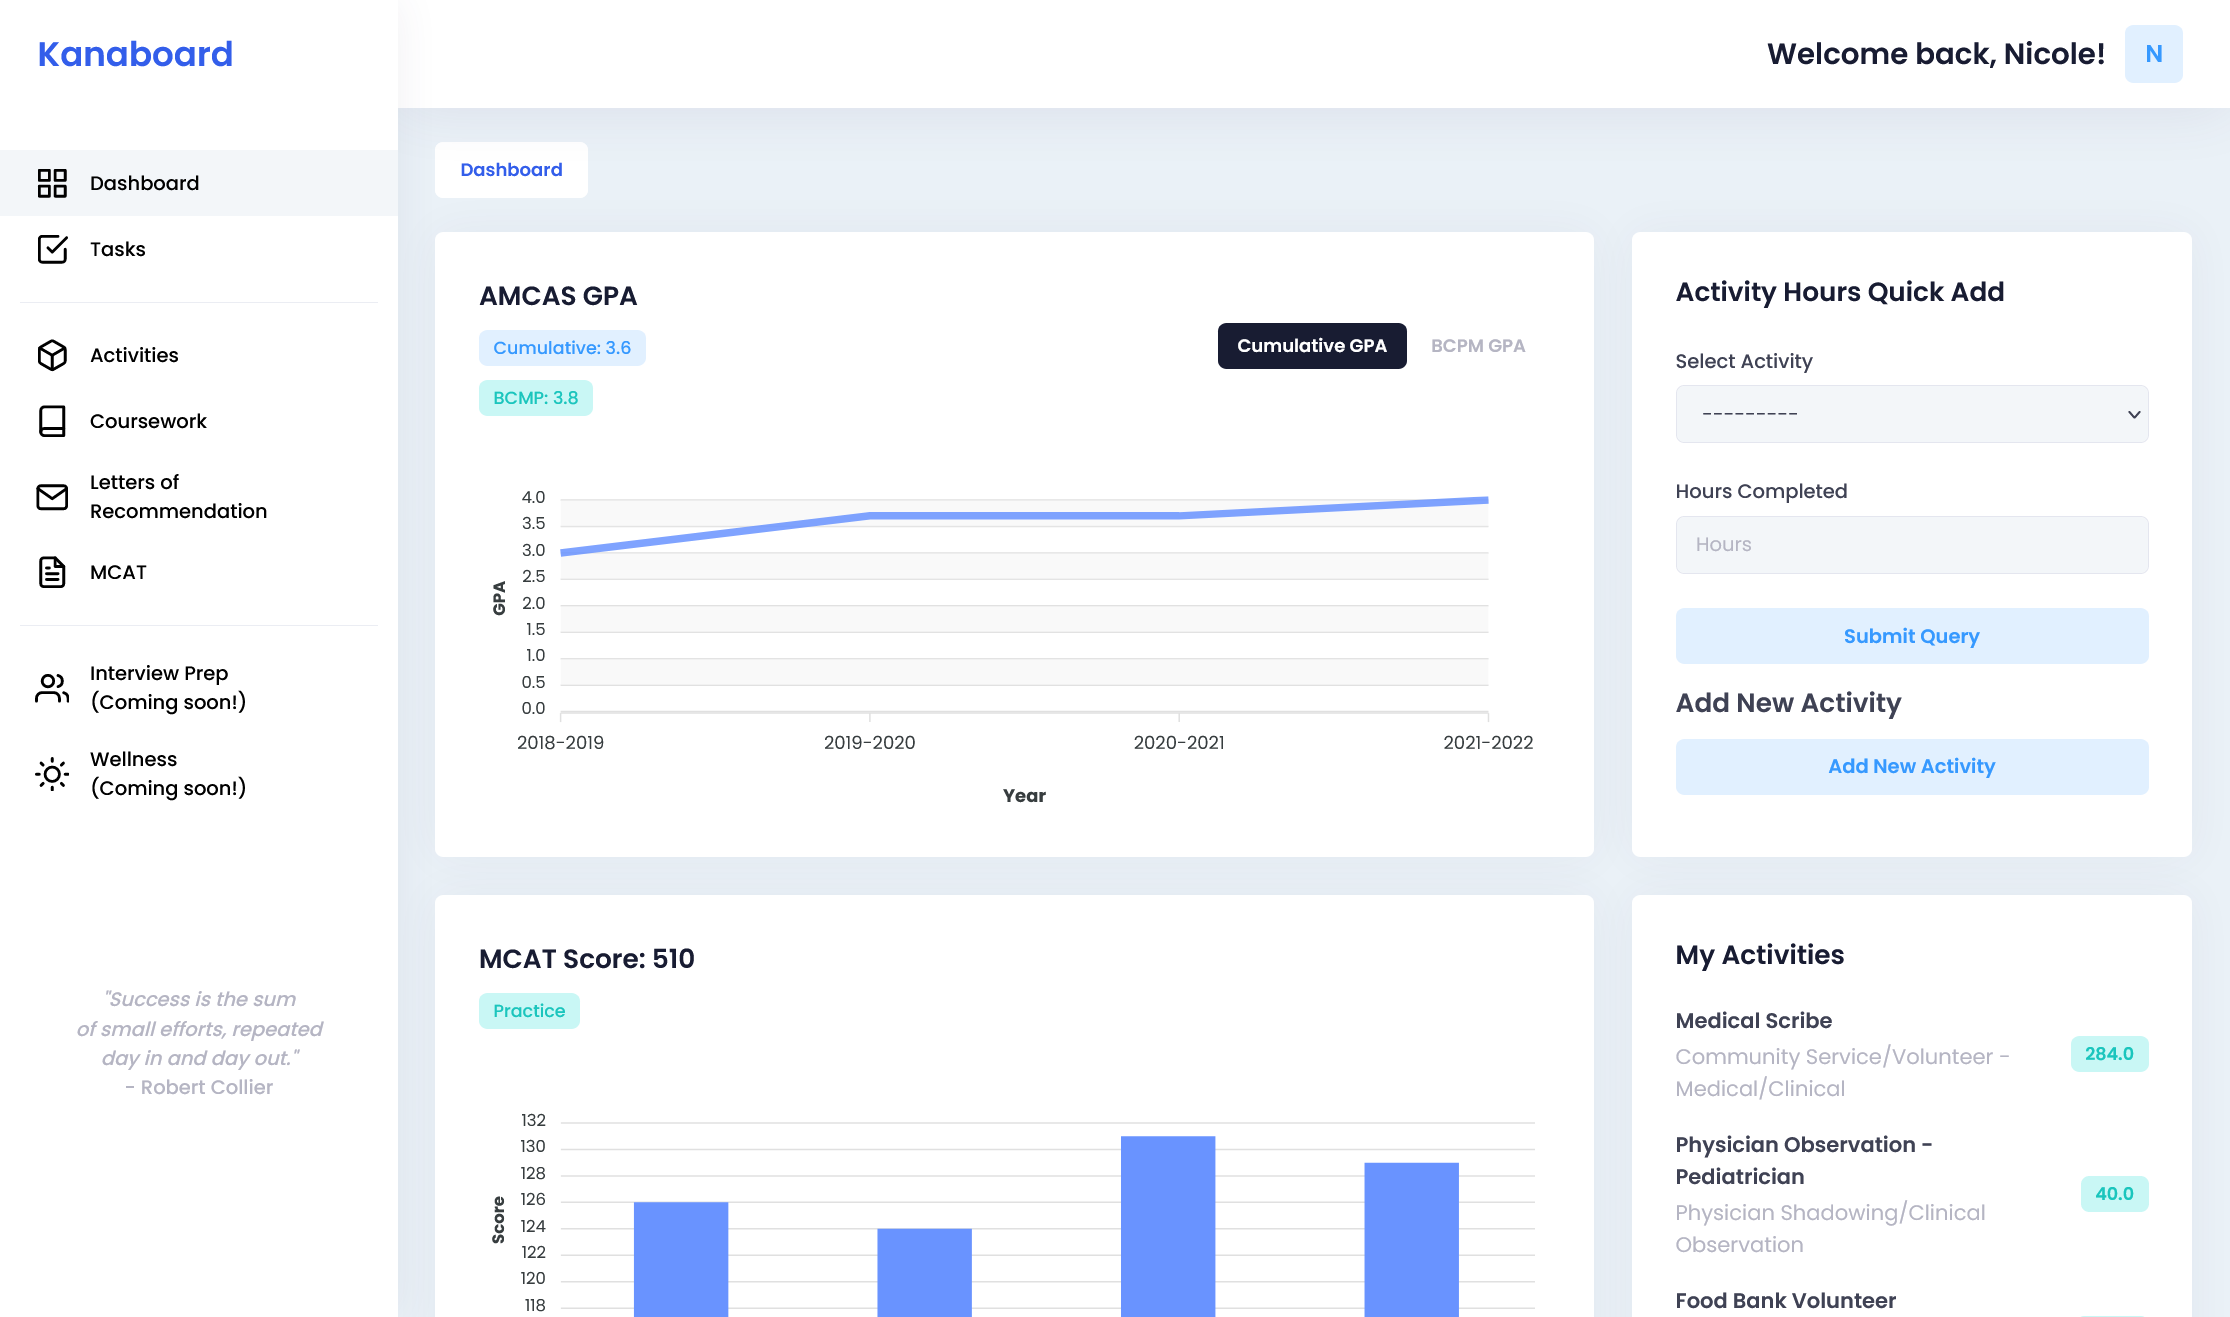 Kanaboard
Welcome back, Nicole!
N
Dashboard
Tasks
Activities
Coursework
Letters of
Recommendation
MCAT
Interview Prep
(Coming soon!)
Wellness
(Coming soon!)
"Success is the sum
of small efforts, repeated
day in and day out."
- Robert Collier
Dashboard
AMCAS GPA
Cumulative: 3.6
BCMP: 3.8
Cumulative GPA
BCPM GPA
GPA
4.0
3.5
3.0
2.5
2.0
1.5
1.0
0.5
0.0
2018-2019
2019-2020
2020-2021
2021-2022
Year
Activity Hours Quick Add
Select Activity
---------
Hours Completed
Hours
Submit Query
Add New Activity
Add New Activity
MCAT Score: 510
Practice
Score
132
130
128
126
124
122
120
118
My Activities
Medical Scribe
Community Service/Volunteer -
Medical/Clinical
284.0
Physician Observation -
Pediatrician
Physician Shadowing/Clinical
Observation
40.0
Food Bank Volunteer